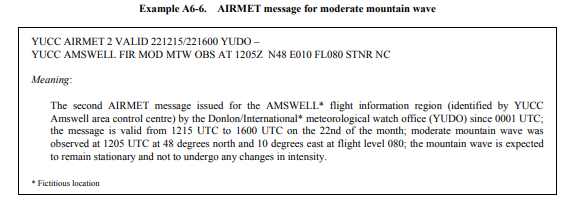 Example A6-6. AIRMET message for moderate mountain wave
YUCC AIRMET 2 VALID 221215/221600 YUDO –
YUCC AMSWELL FIR MOD MTW OBS AT 1205Z N48 E010 FL080 STNR NC
Meaning:
The second AIRMET message issued for the AMSWELL* flight information region (identified by YUCC
Amswell area control centre) by the Donlon/International* meteorological watch office (YUDO) since 0001 UTC;
the message is valid from 1215 UTC to 1600 UTC on the 22nd of the month; moderate mountain wave was
observed at 1205 UTC at 48 degrees north and 10 degrees east at flight level 080; the mountain wave is expected
to remain stationary and not to undergo any changes in intensity.
* Fictitious location